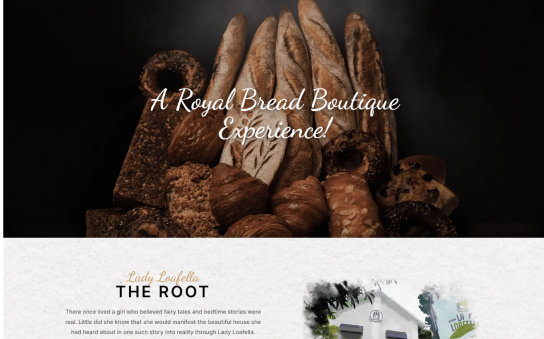 A Royal Bread Boutique
Experience!
Lady Loafella
THE ROOT
There once lived a girl who believed fairy tales and bedtime stories were
real. Little did she know that she would manifest the beautiful house she
had heard about in one such story into reality through Lady Loafella.
LA